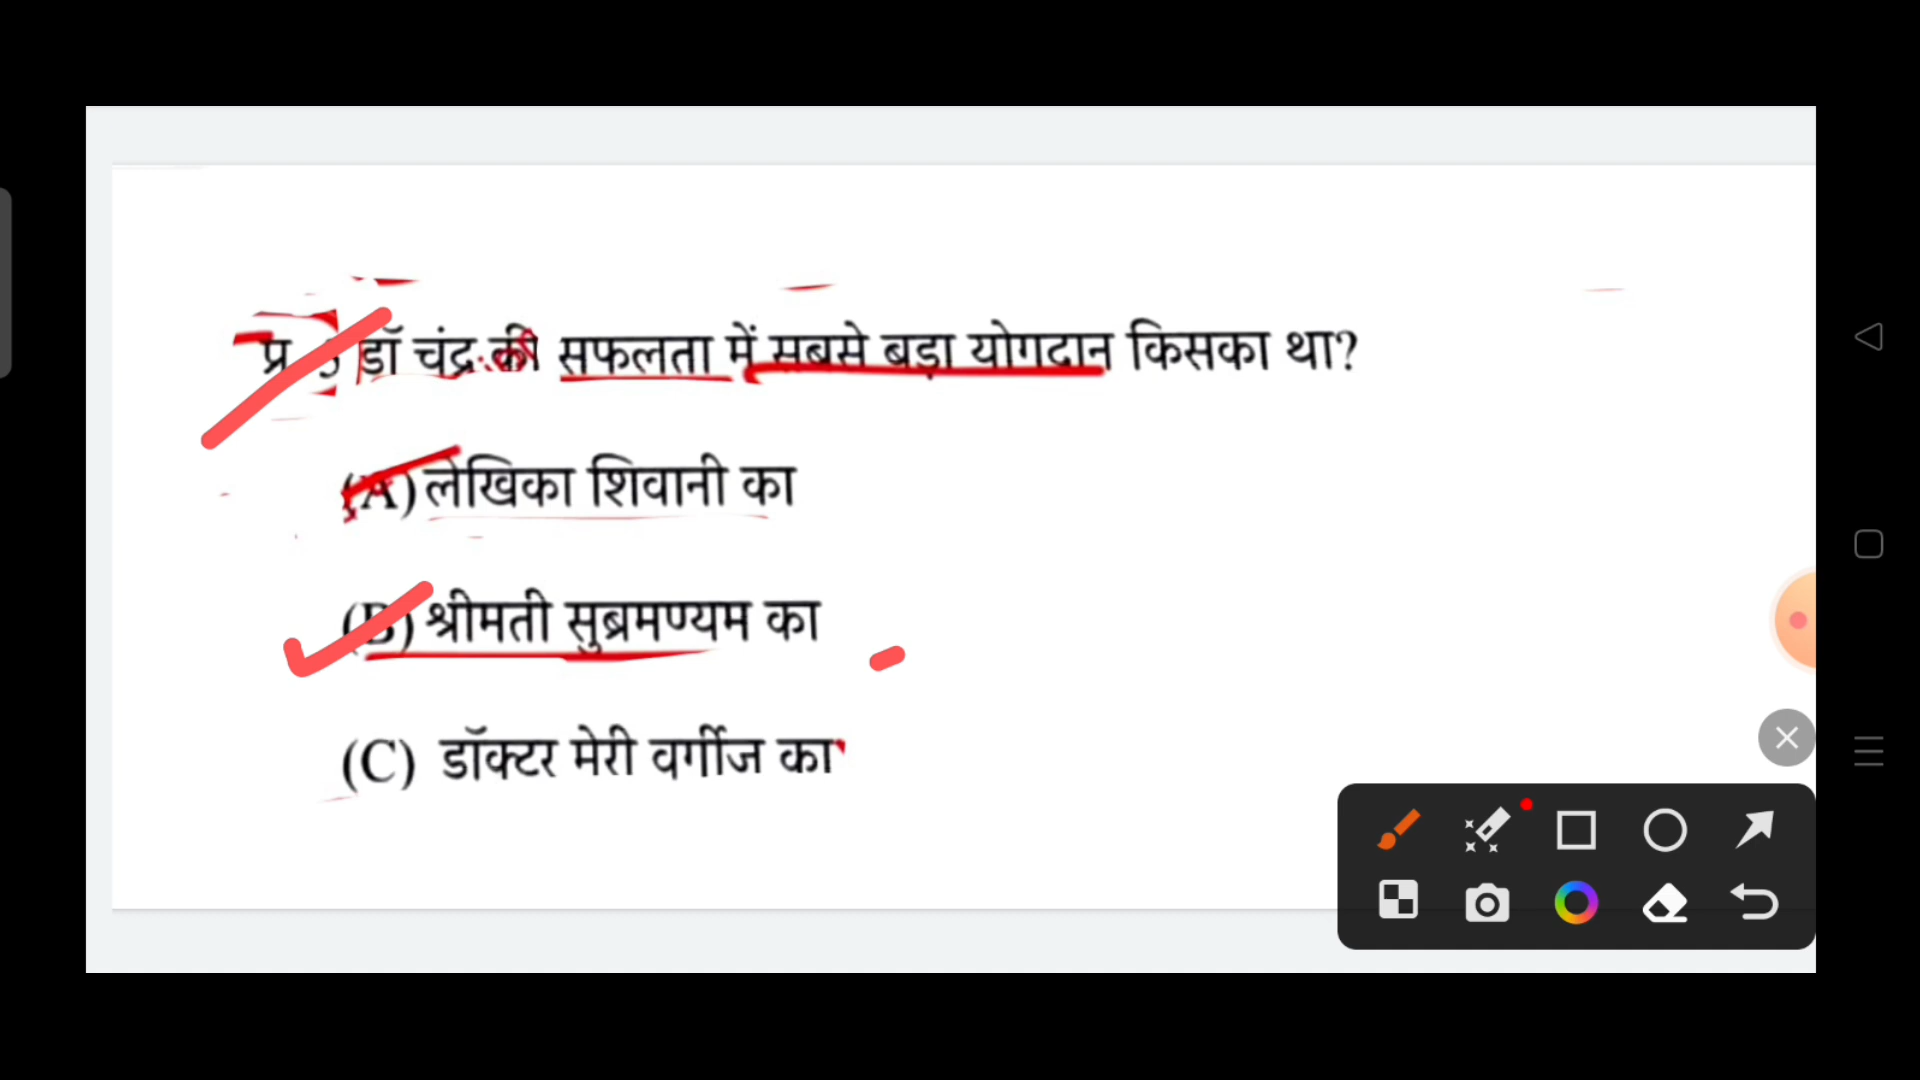 प्र 5 डॉ चंद्र की सफलता में सबसे बड़ा योगदान किसका था?
(A) लेखिका शिवानी का
(B) श्रीमती सुब्रमण्यम का
(C) डॉक्टर मेरी वर्गीज का